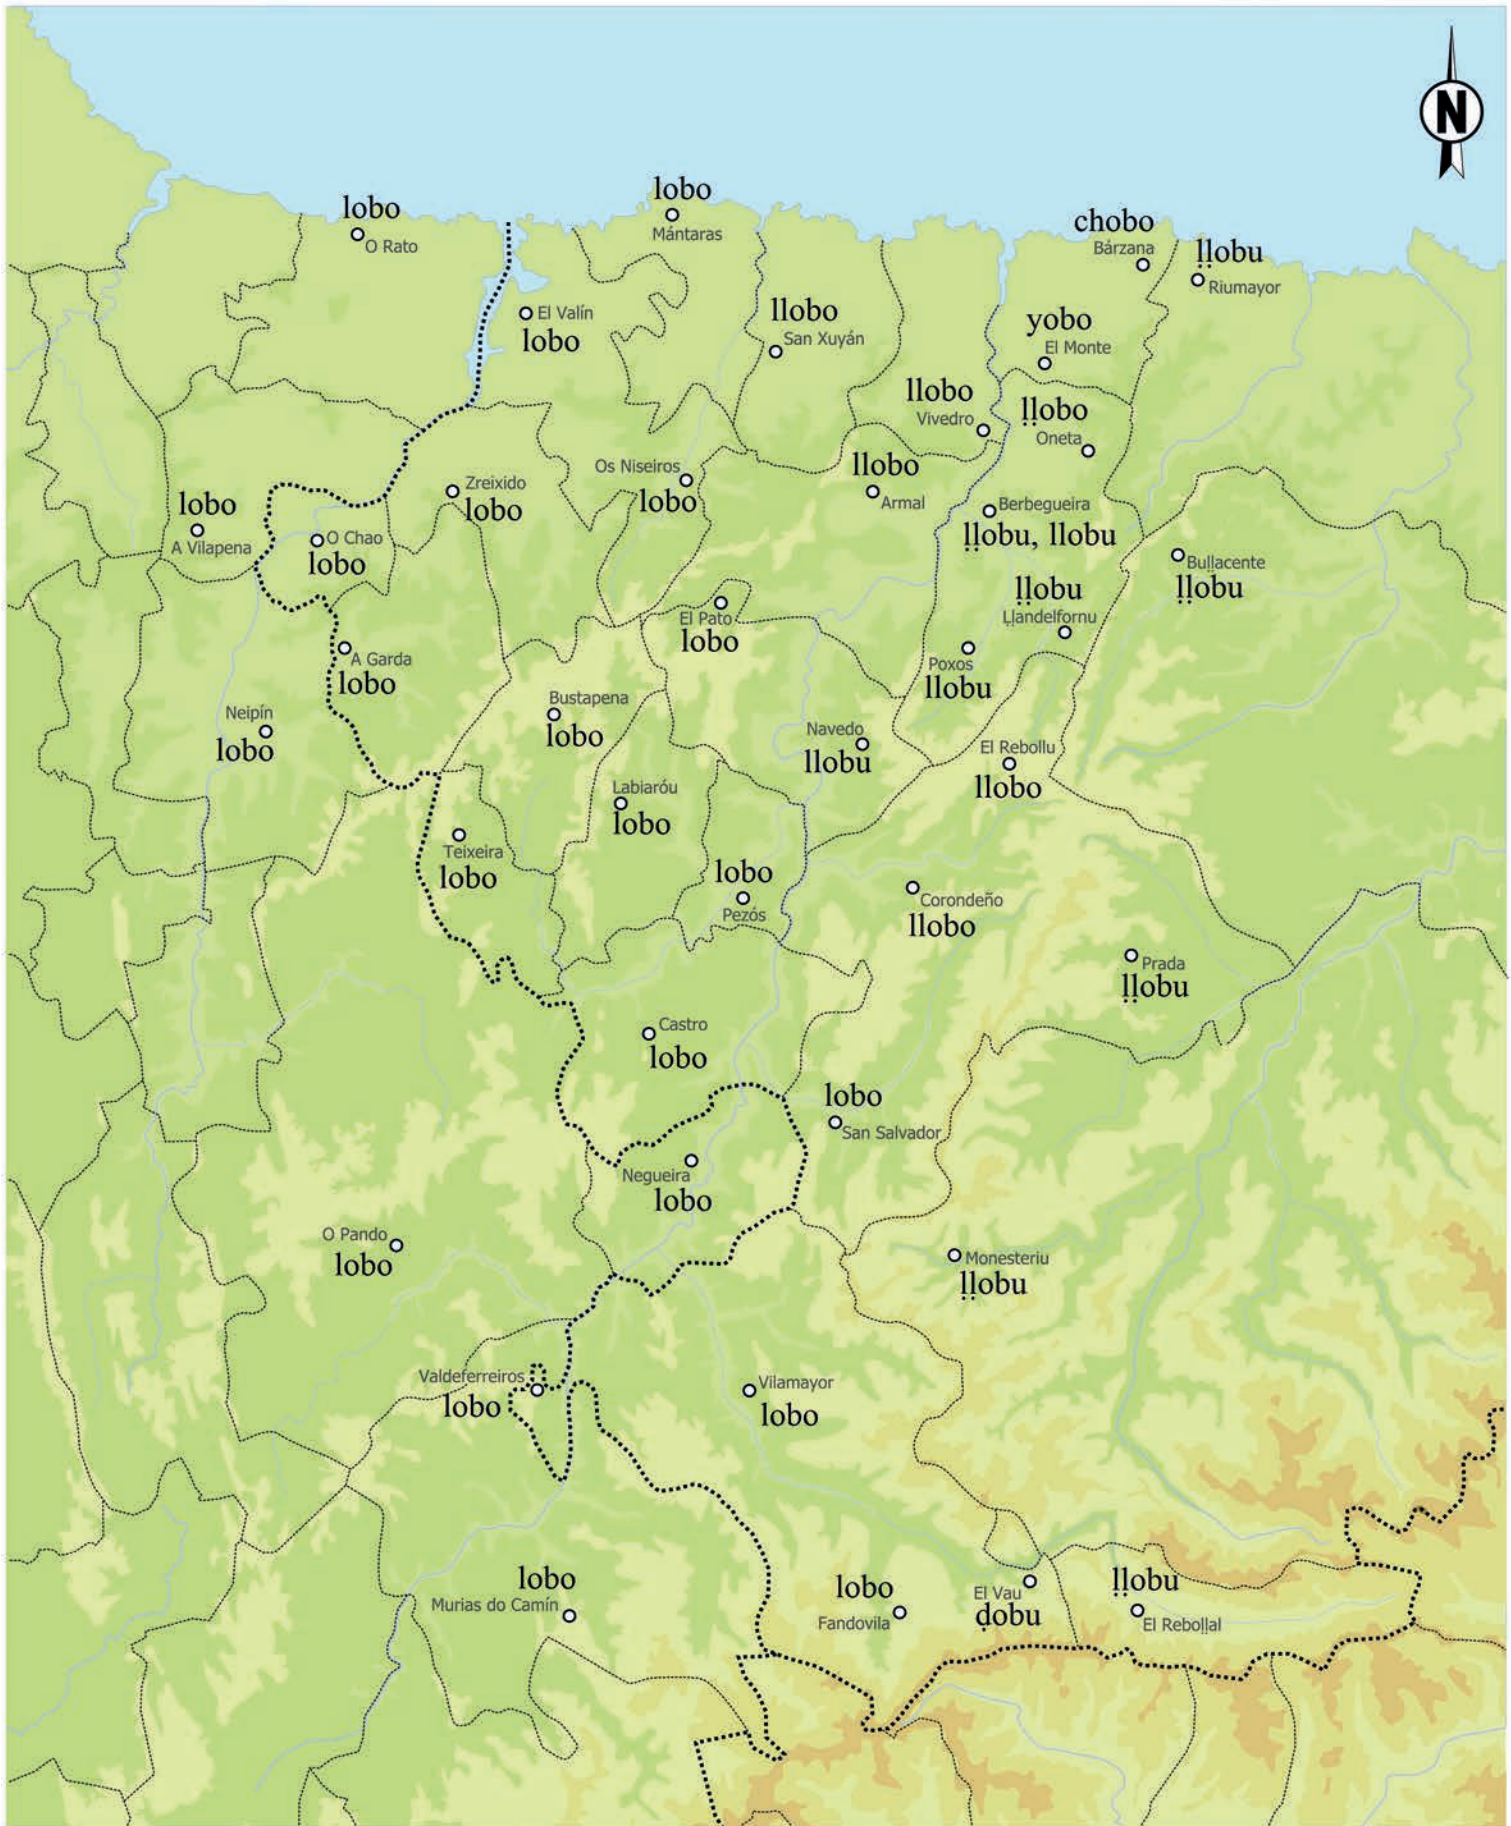 N
lobo
O Rato
lobo
Mántaras
chobo
Bárzana
ḷḷobu
Riumayor
El Valín
lobo
llobo
San Xuyán
yobo
El Monte
llobo
Vivedro
ḷḷobo
Oneta
Os Niseiros
lobo
llobo
Armal
Zreixido
lobo
lobo
A Vilapena
O Chao
lobo
Berbegueira
ḷḷobu, llobu
Buḷḷacente
ḷḷobu
ḷḷobu
Ḷḷandelfornu
El Pato
lobo
A Garda
lobo
Poxos
llobu
Bustapena
lobo
Neipín
lobo
Navedo
llobu
El Rebollu
llobo
Labiaróu
lobo
Teixeira
lobo
lobo
Pezós
Corondeño
llobo
Prada
ḷḷobu
Castro
lobo
lobo
San Salvador
Negueira
lobo
O Pando
lobo
Monesteriu
ḷḷobu
Valdeferreiros
lobo
Vilamayor
lobo
lobo
Murias do Camín
lobo
Fandovila
El Vau
ḍobu
ḷḷobu
El Reboḷḷal